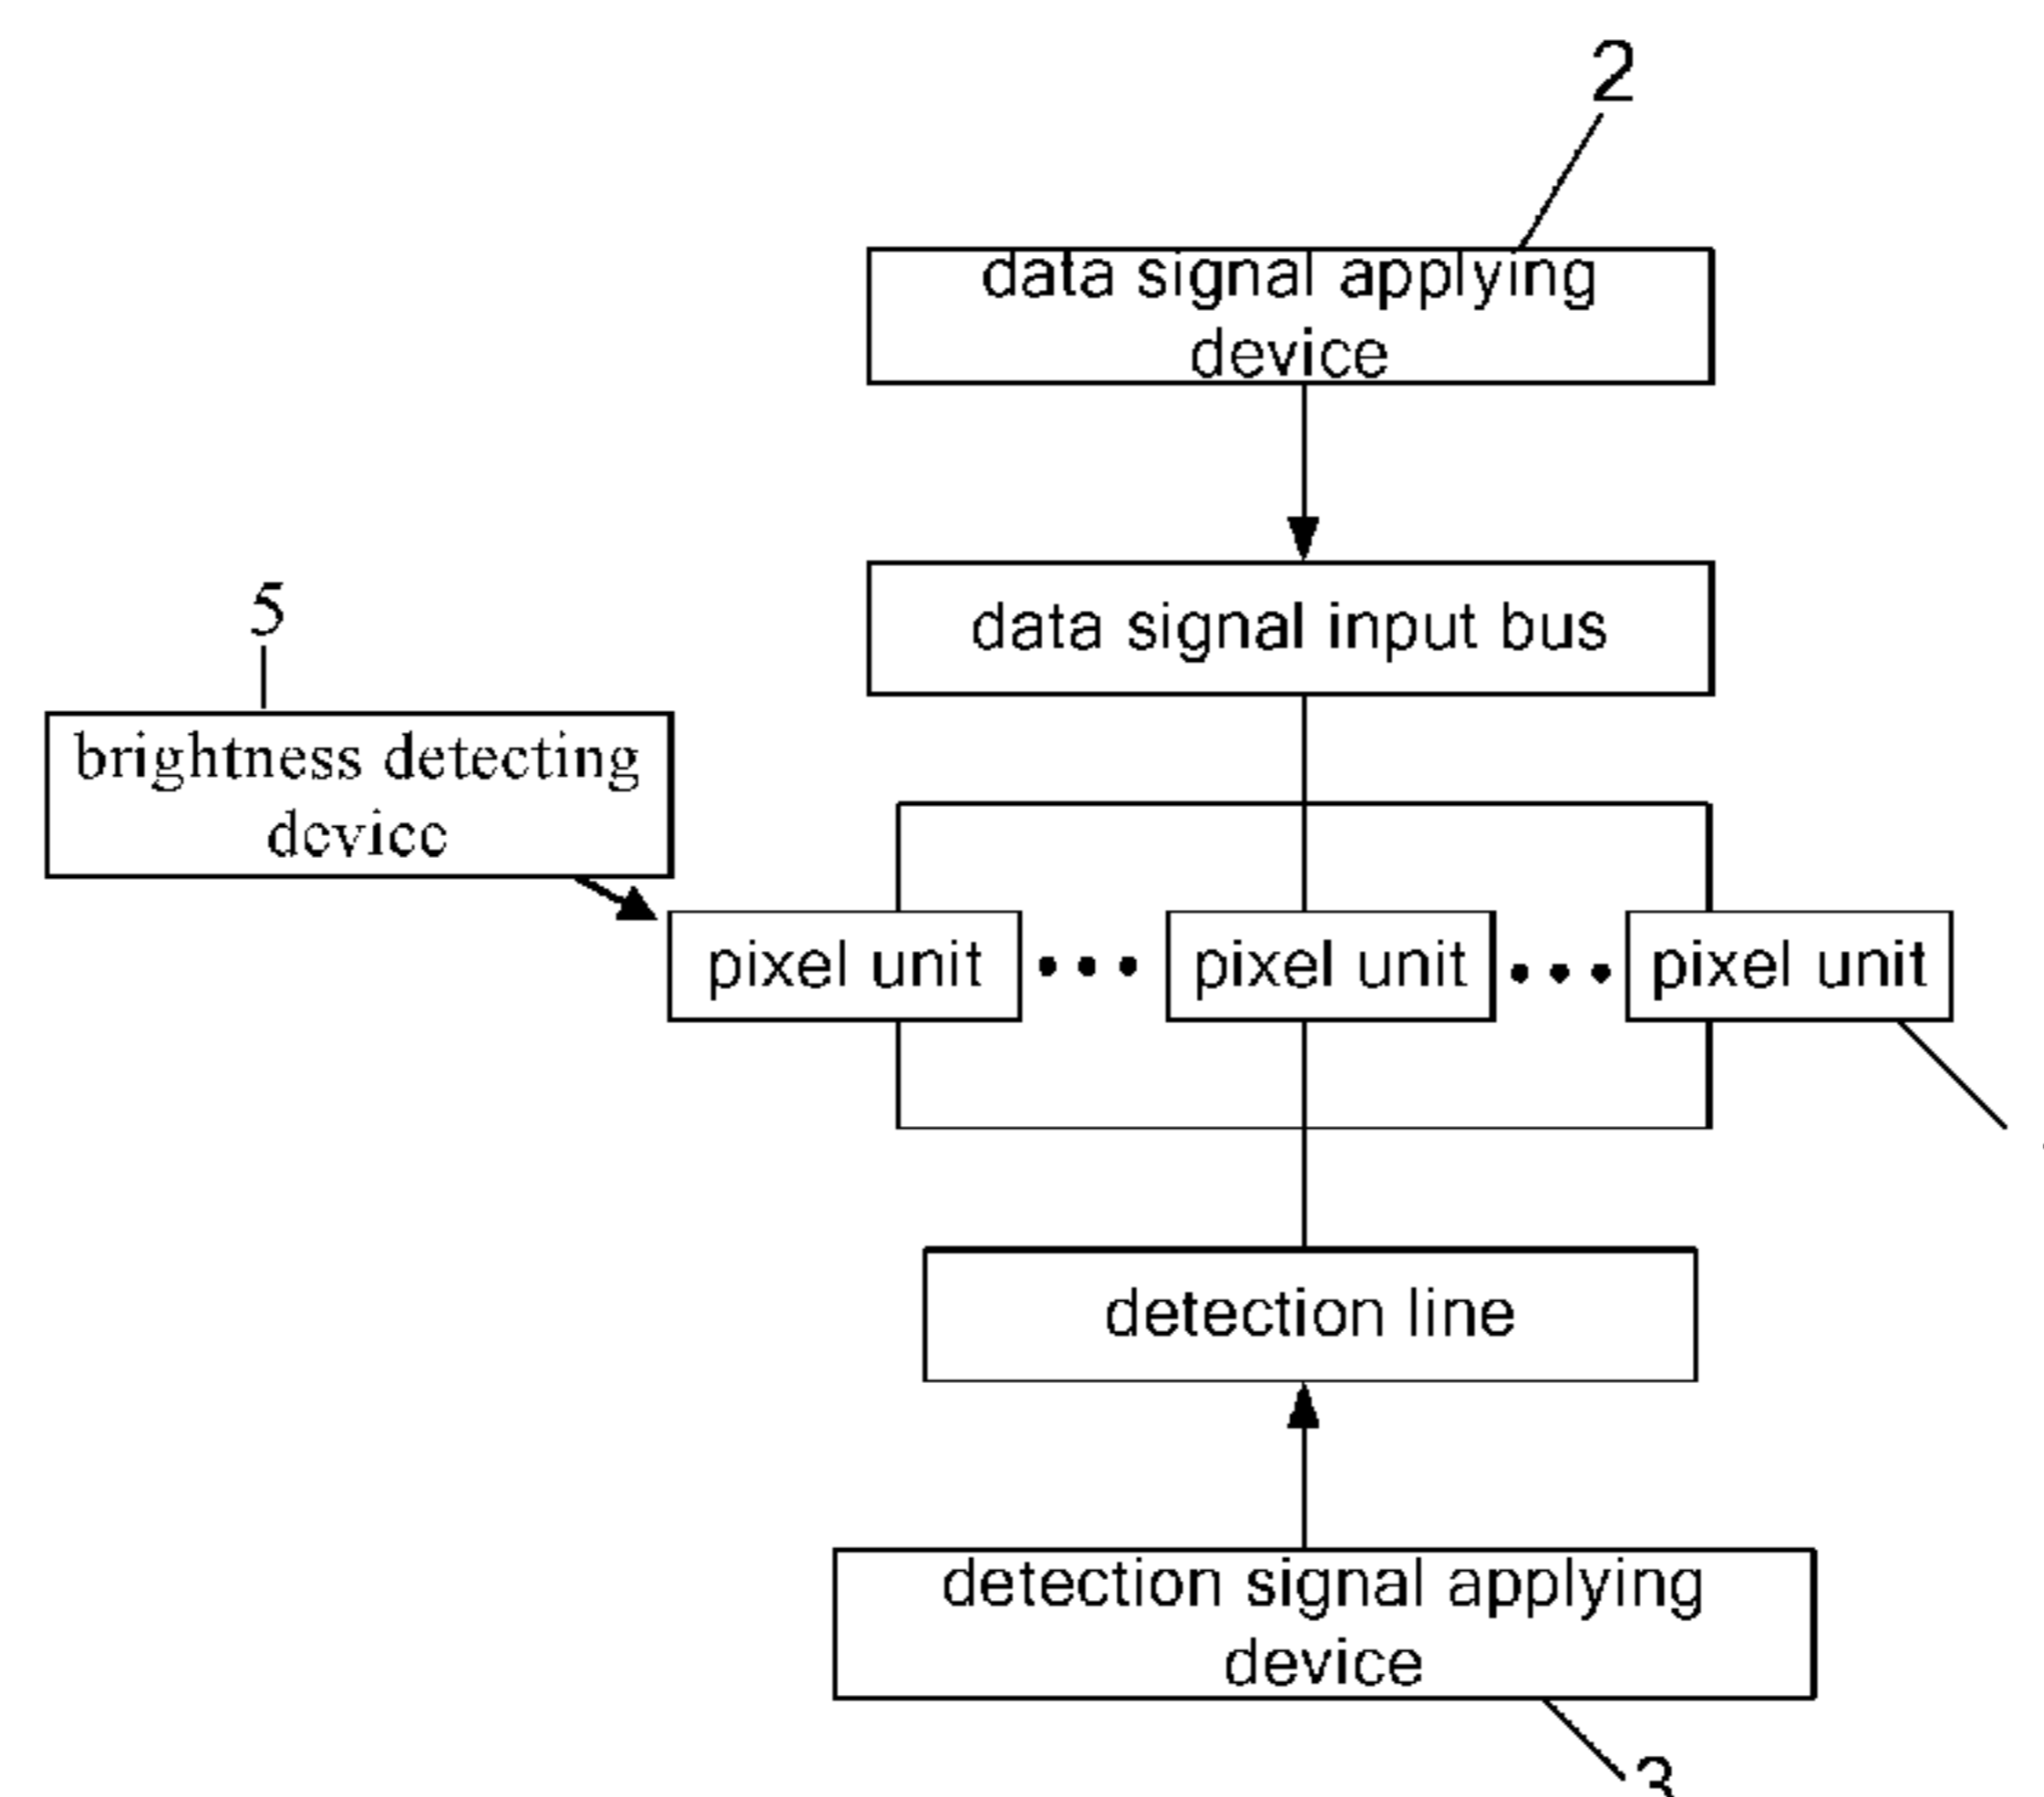 2
data signal applying
device
data signal input bus
5
brightness detecting
device
pixel unit ••• pixel unit ••• pixel unit
detection line
detection signal applying
device
3